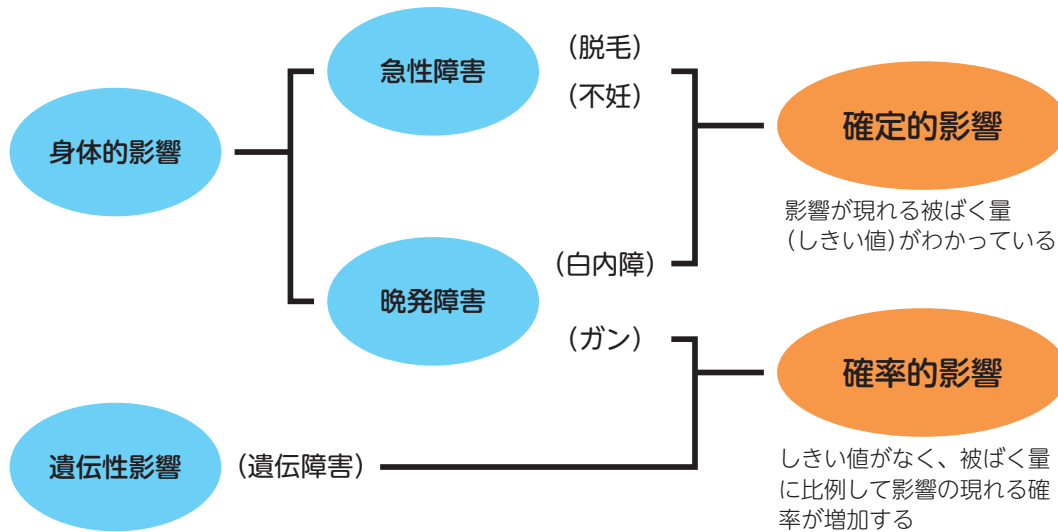 身体的影響
急性障害
(脱毛)
(不妊)
確定的影響
影響が現れる被ばく量
(しきい値)がわかっている
晩発障害
(白内障)
(ガン)
確率的影響
しきい値がなく、被ばく量
に比例して影響の現れる確
率が増加する
遺伝性影響
(遺伝障害)